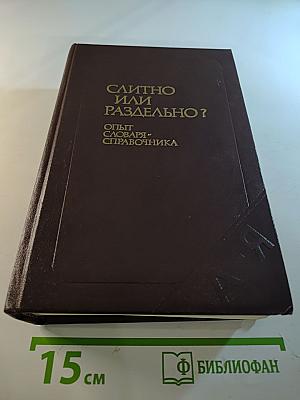 СЛИТНО
ИЛИ
РАЗДЕЛЬНО?
ОПЫТ
СЛОВАРЯ-
СПРАВОЧНИКА
15 см
БИБЛИОФАН